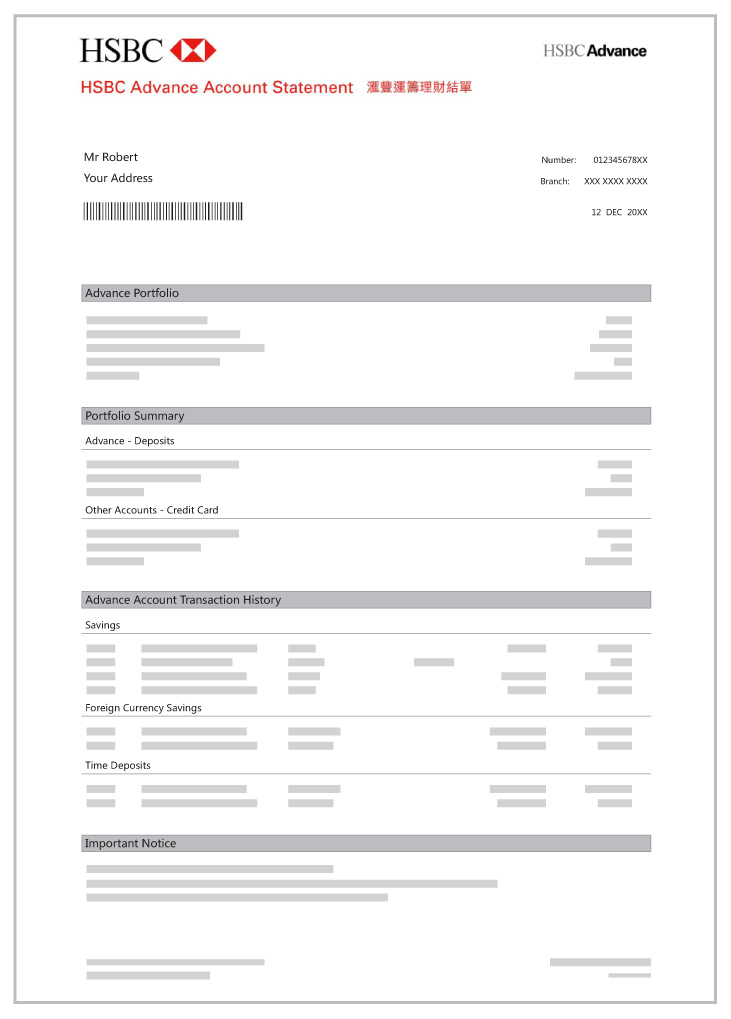 HSBC
HSBC Advance
HSBC Advance Account Statement 滙豐運籌理財結單
Mr Robert
Number: 012345678XX
Your Address
Branch: XXX XXXX XXXX
12 DEC 20XX
Advance Portfolio
Portfolio Summary
Advance - Deposits
Other Accounts - Credit Card
Advance Account Transaction History
Savings
Foreign Currency Savings
Time Deposits
Important Notice